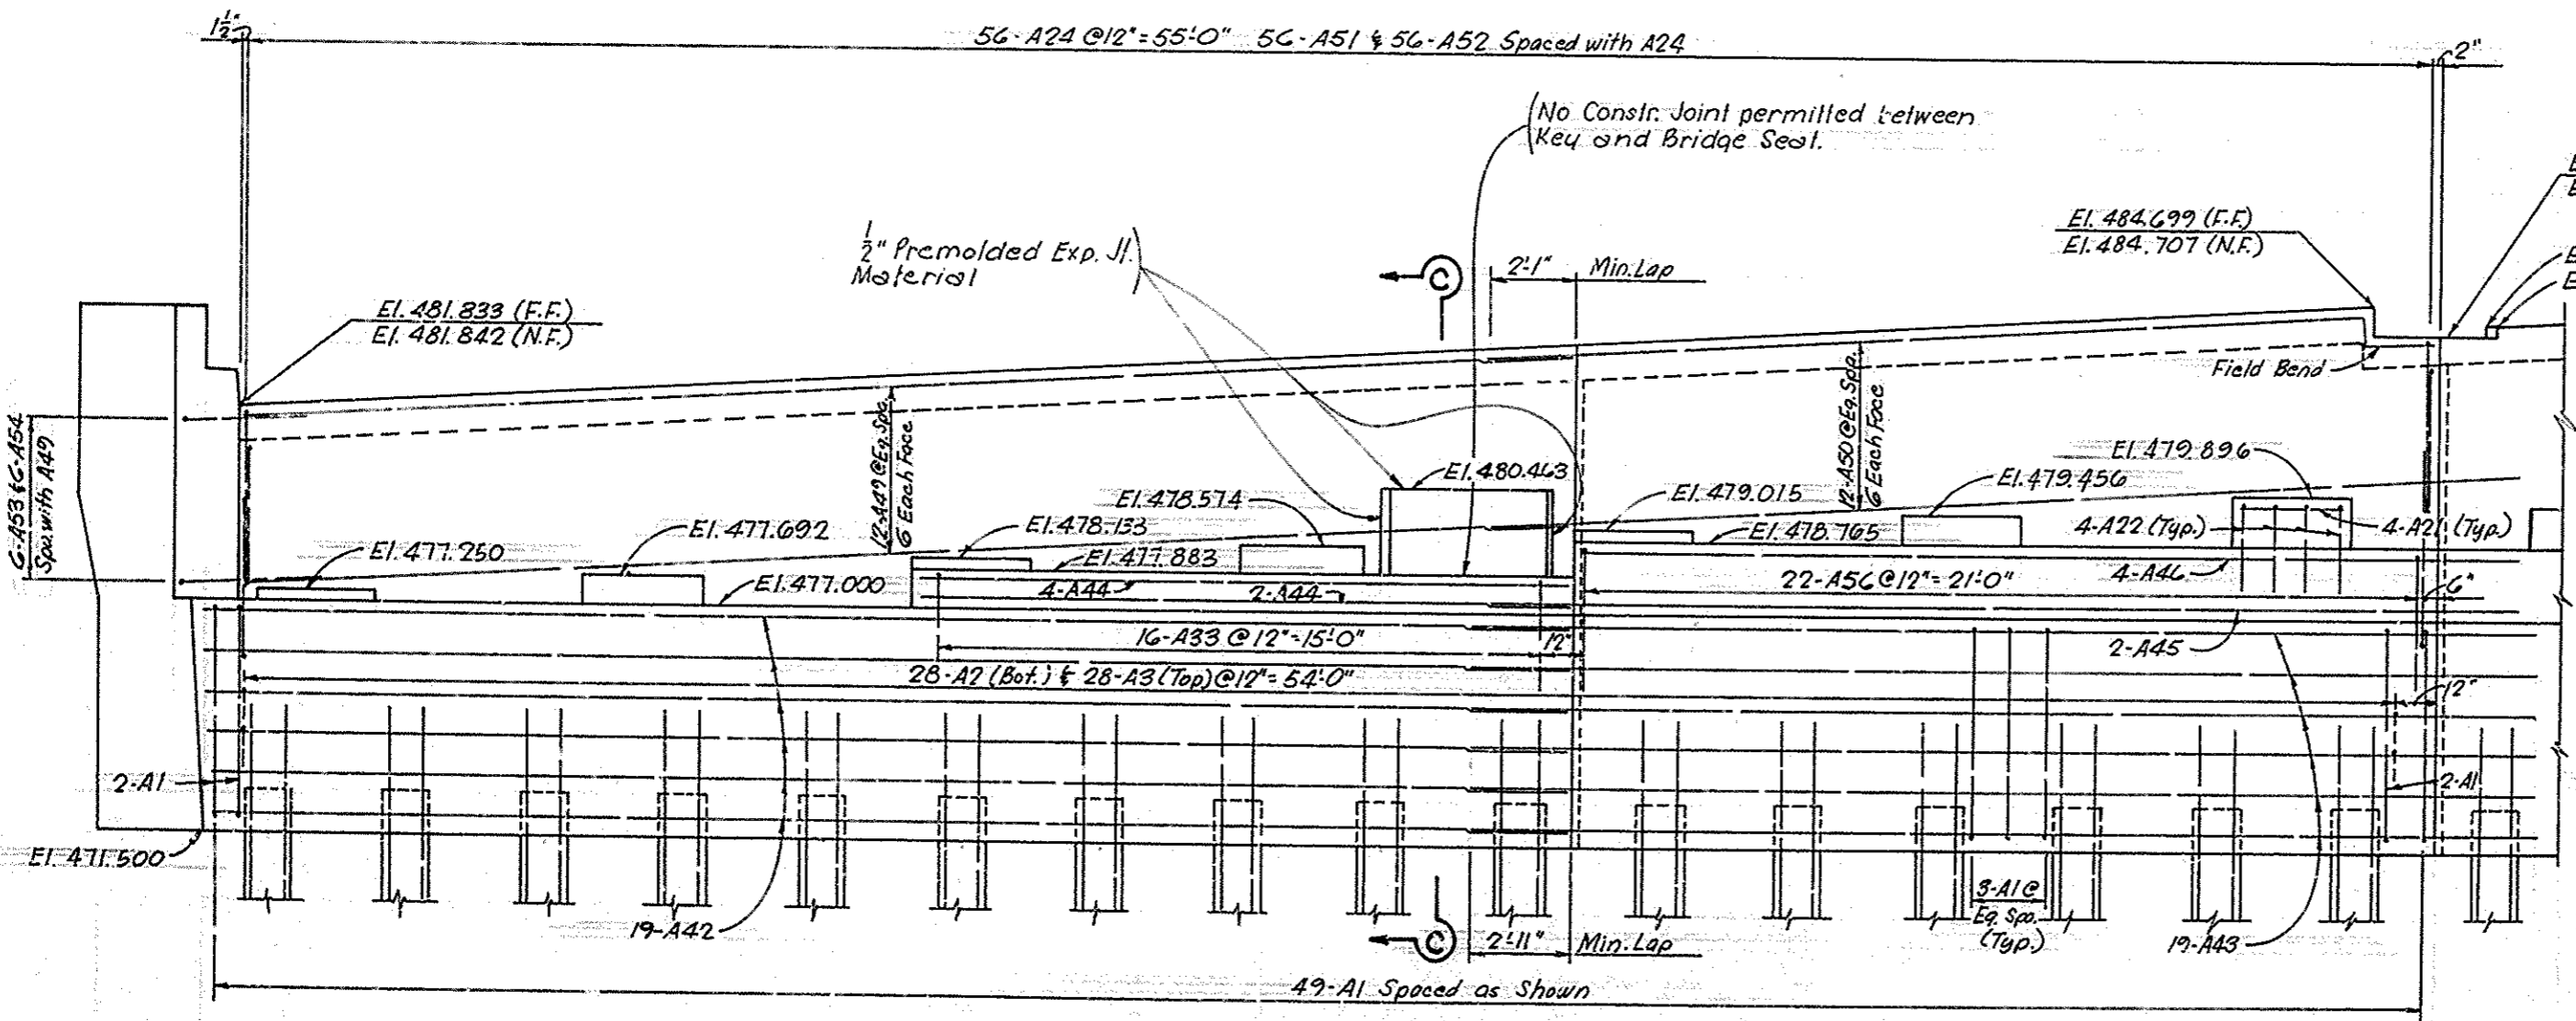 1½"
56-A24 @12"=55'-0" 56-A51 & 56-A52 Spaced with A24
2"
(No Constr. Joint permitted between
Key and Bridge Seat.
½" Premolded Exp. Jt.
Material
C
2'-1" Min. Lap
El. 484.699 (F.F.)
El. 484.707 (N.F.)
El. 481.833 (F.F.)
El. 481.842 (N.F.)
Field Bend
6-A53 & 6-A54
Spa. with A49
12-A49 @ Eq. Spa.
6 Each Face
12-A50 @ Eq. Spa.
6 Each Face
El. 480.463
El. 479.896
El. 479.456
El. 479.015
El. 478.574
El. 478.133
El. 477.692
El. 477.250
4-A22 (Typ.)
4-A21 (Typ.)
El. 478.765
El. 477.883
El. 477.000
4-A44
2-A44
22-A56 @ 12" = 21'-0"
4-A46
6"
16-A33 @ 12" = 15'-0"
12"
2-A45
28-A2 (Bot.) & 28-A3 (Top) @ 12" = 54'-0"
12"
2-A1
2-A1
El. 471.500
19-A42
C
2'-11" Min. Lap
3-A1 @
Eq. Spa.
(Typ.)
19-A43
49-A1 Spaced as Shown